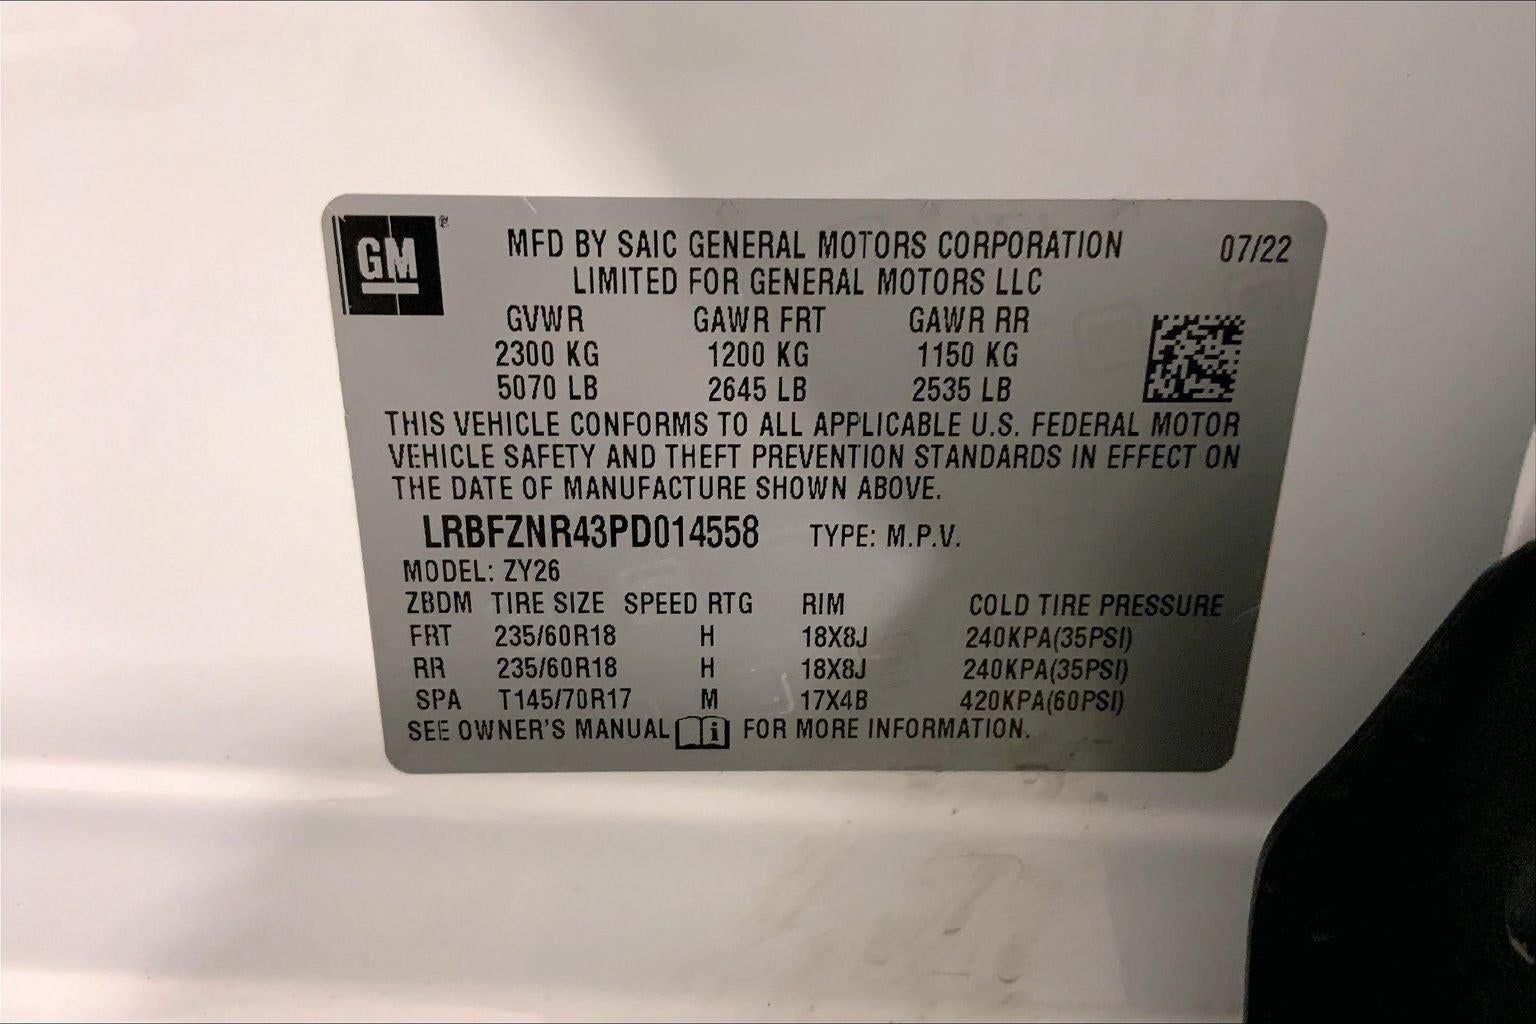 GM ®
MFD BY SAIC GENERAL MOTORS CORPORATION 07/22
LIMITED FOR GENERAL MOTORS LLC
GVWR GAWR FRT GAWR RR
2300 KG 1200 KG 1150 KG
5070 LB 2645 LB 2535 LB
THIS VEHICLE CONFORMS TO ALL APPLICABLE U.S. FEDERAL MOTOR
VEHICLE SAFETY AND THEFT PREVENTION STANDARDS IN EFFECT ON
THE DATE OF MANUFACTURE SHOWN ABOVE.
LRBFZNR43PD014558 TYPE: M.P.V.
MODEL: ZY26
ZBDM TIRE SIZE SPEED RTG RIM COLD TIRE PRESSURE
FRT 235/60R18 H 18X8J 240KPA(35PSI)
RR 235/60R18 H 18X8J 240KPA(35PSI)
SPA T145/70R17 M 17X4B 420KPA(60PSI)
SEE OWNER'S MANUAL i FOR MORE INFORMATION.